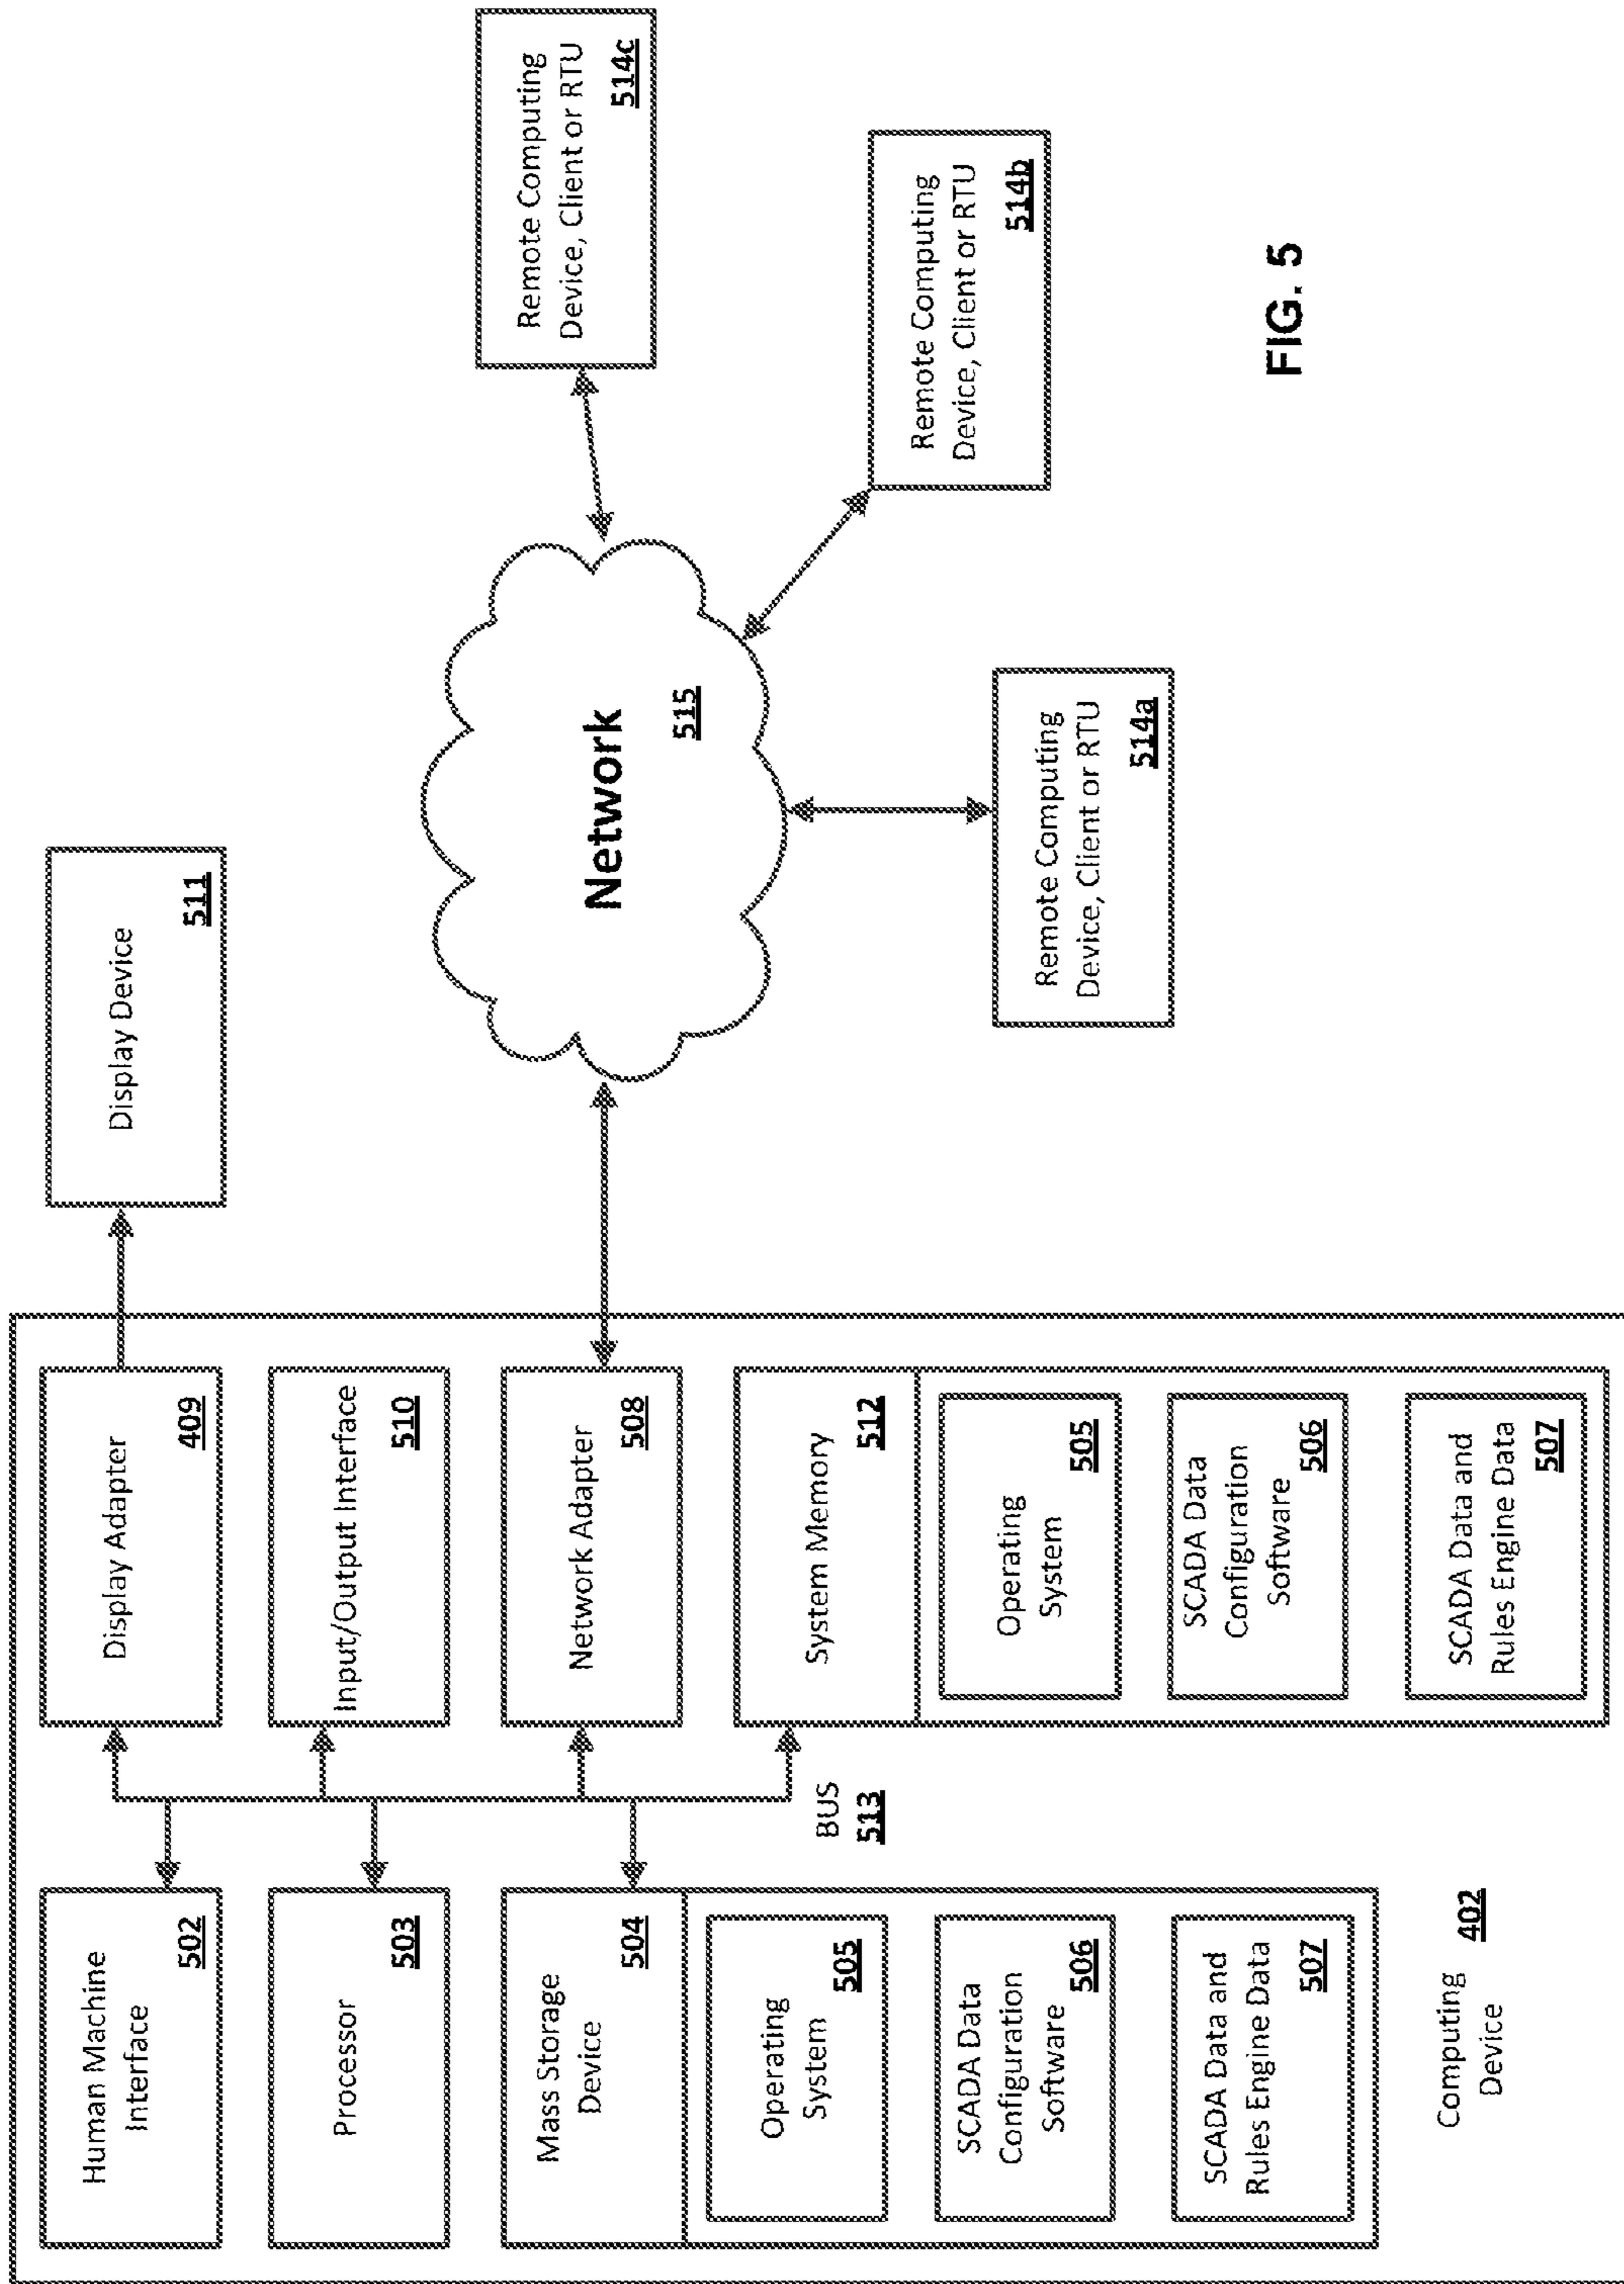 Human Machine
Interface
502
Processor
503
Mass Storage
Device
504
Operating
System
505
SCADA Data
Configuration
Software
506
SCADA Data and
Rules Engine Data
507
Computing
Device
402
BUS
513
Display Adapter
409
Input/Output Interface
510
Network Adapter
508
System Memory
512
Operating
System
505
SCADA Data
Configuration
Software
506
SCADA Data and
Rules Engine Data
507
Display Device
511
Network
515
Remote Computing
Device, Client or RTU
514a
Remote Computing
Device, Client or RTU
514b
Remote Computing
Device, Client or RTU
514c
FIG. 5